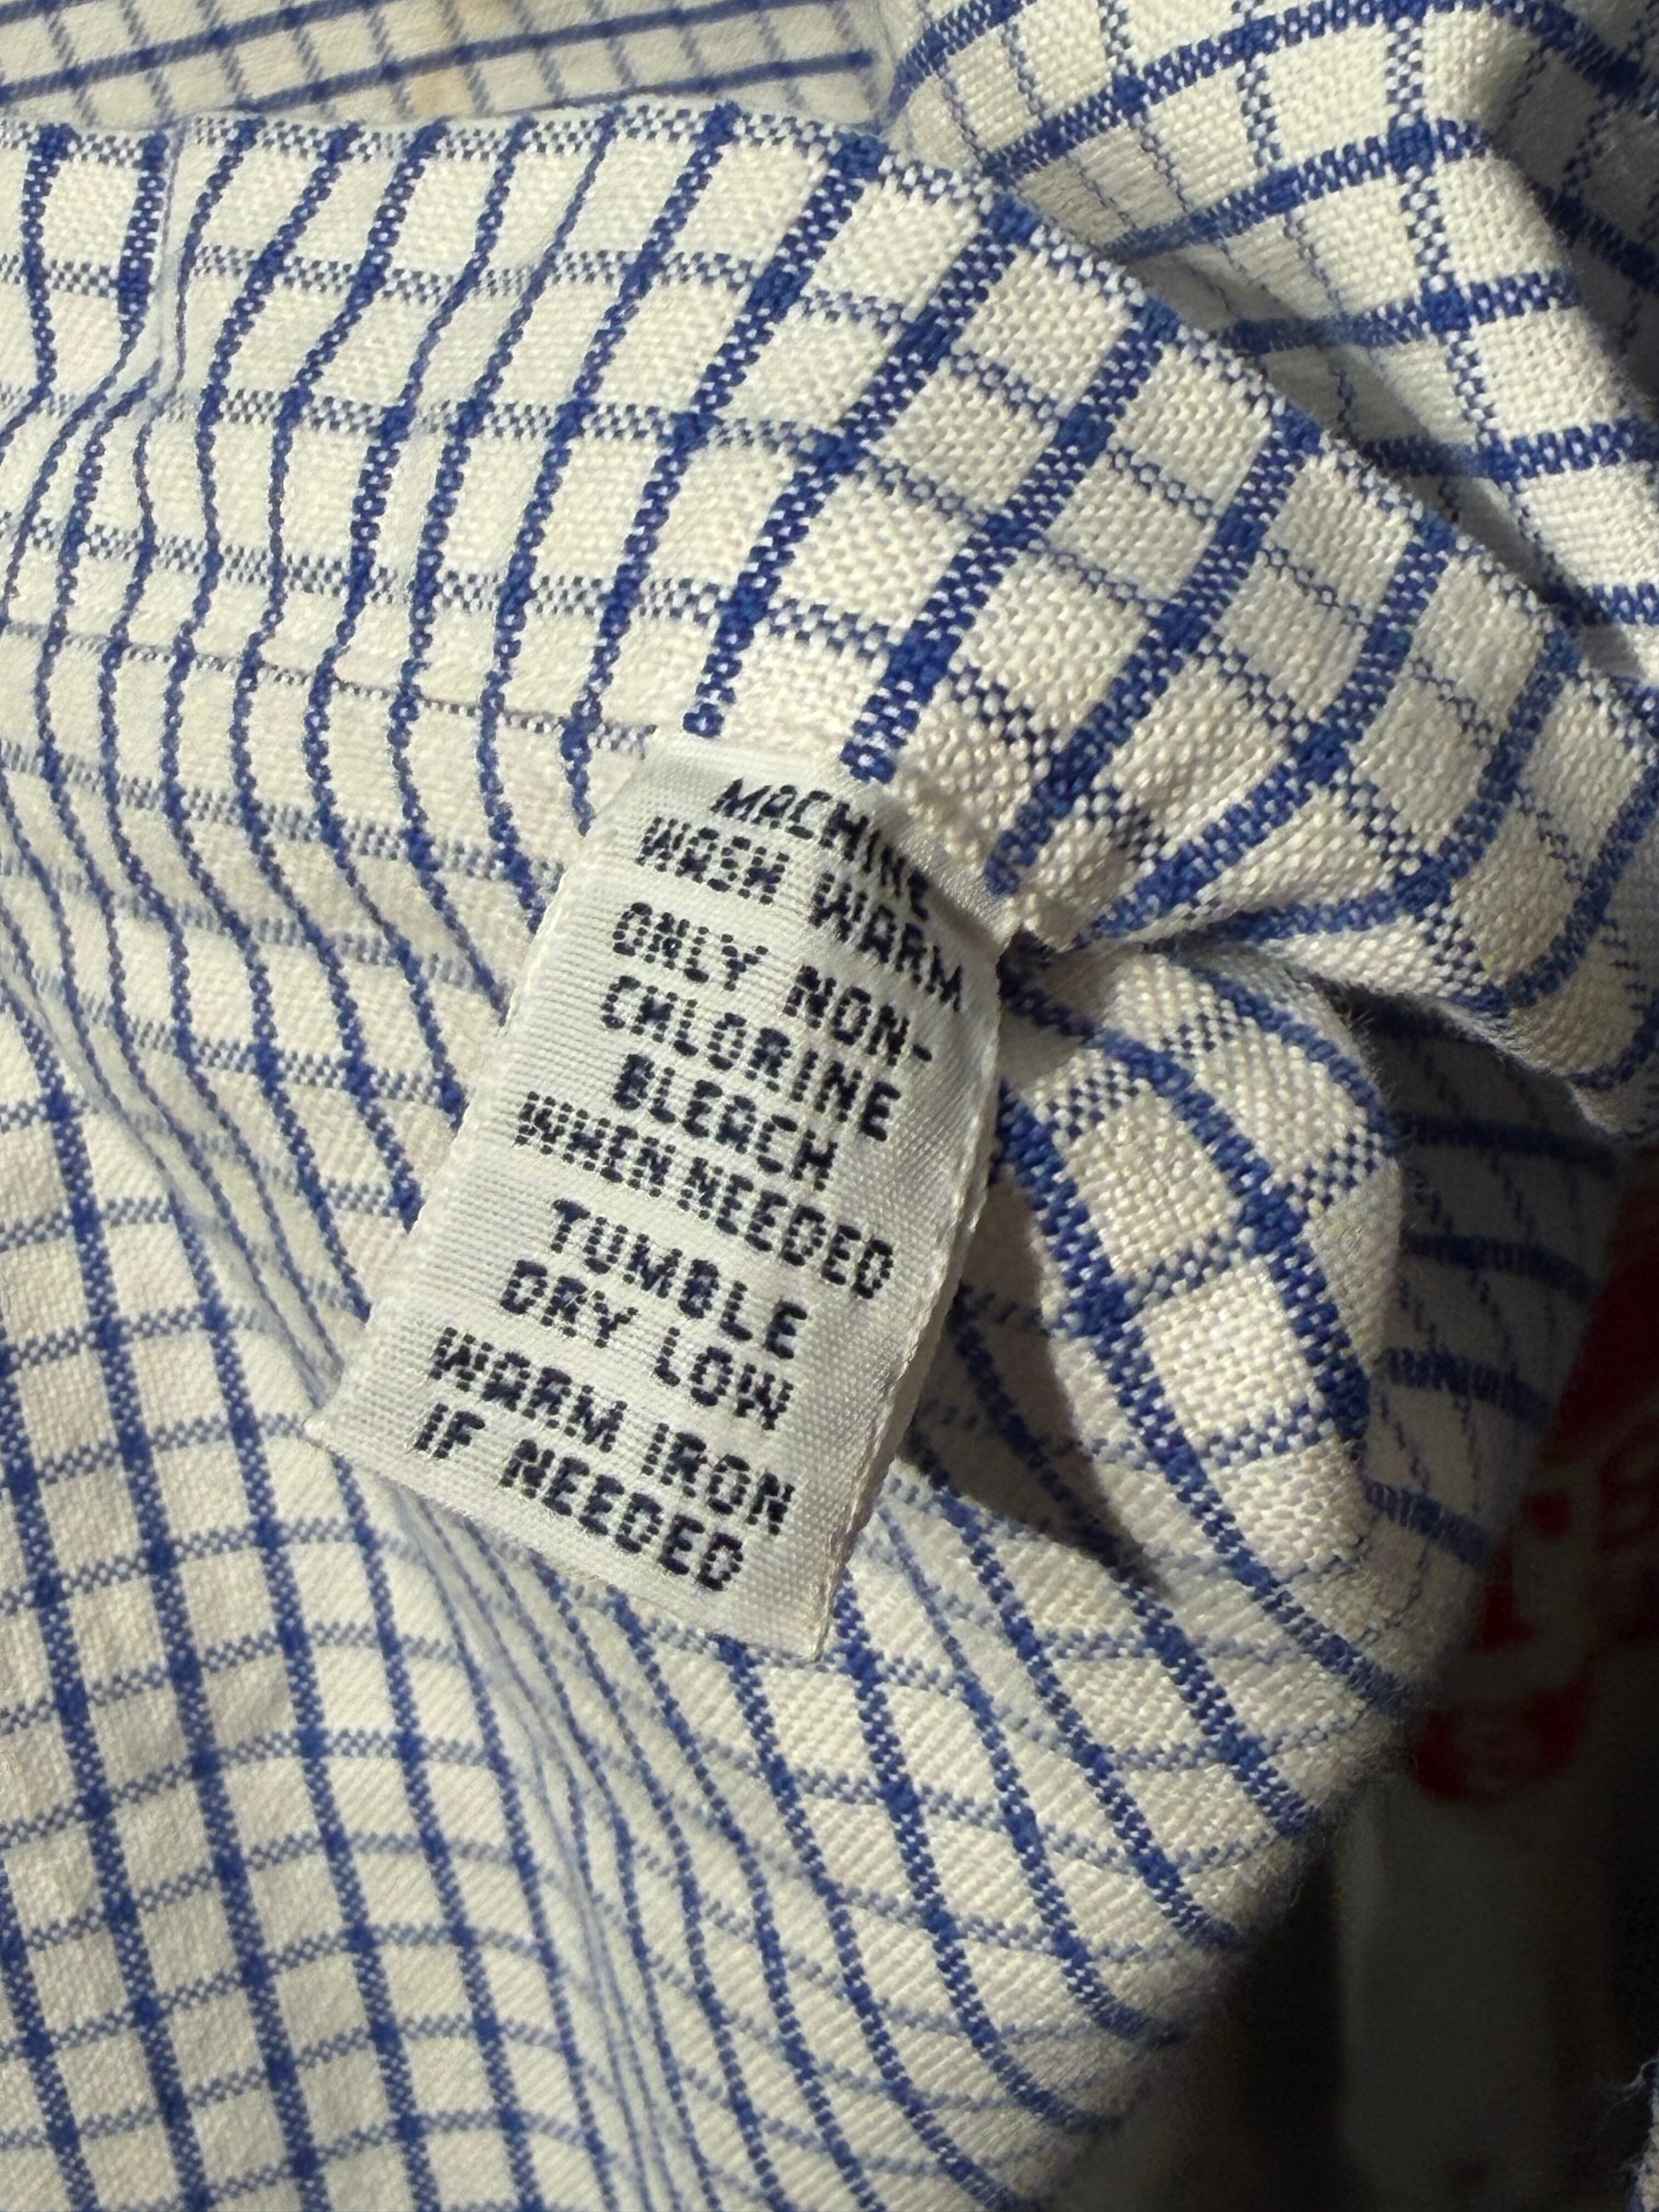 MACHINE
WASH WARM
ONLY NON-
CHLORINE
BLEACH
WHEN NEEDED
TUMBLE
DRY LOW
WARM IRON
IF NEEDED